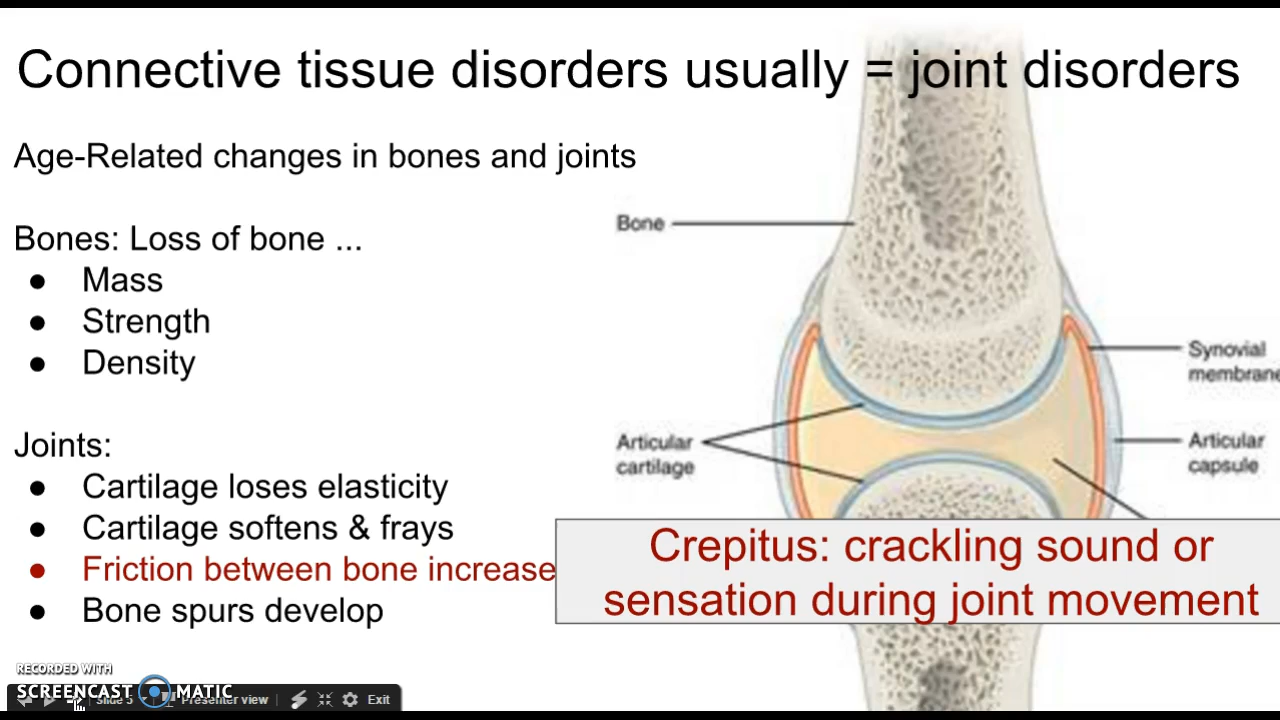 Connective tissue disorders usually = joint disorders
Age-Related changes in bones and joints
Bones: Loss of bone ...
● Mass
● Strength
● Density
Joints:
● Cartilage loses elasticity
● Cartilage softens & frays
● Friction between bone increase
● Bone spurs develop
Bone
Synovial
membrane
Articular
cartilage
Articular
capsule
Crepitus: crackling sound or
sensation during joint movement
RECORDED WITH
SCREENCAST MATIC
Slide 5 Presenter view Exit